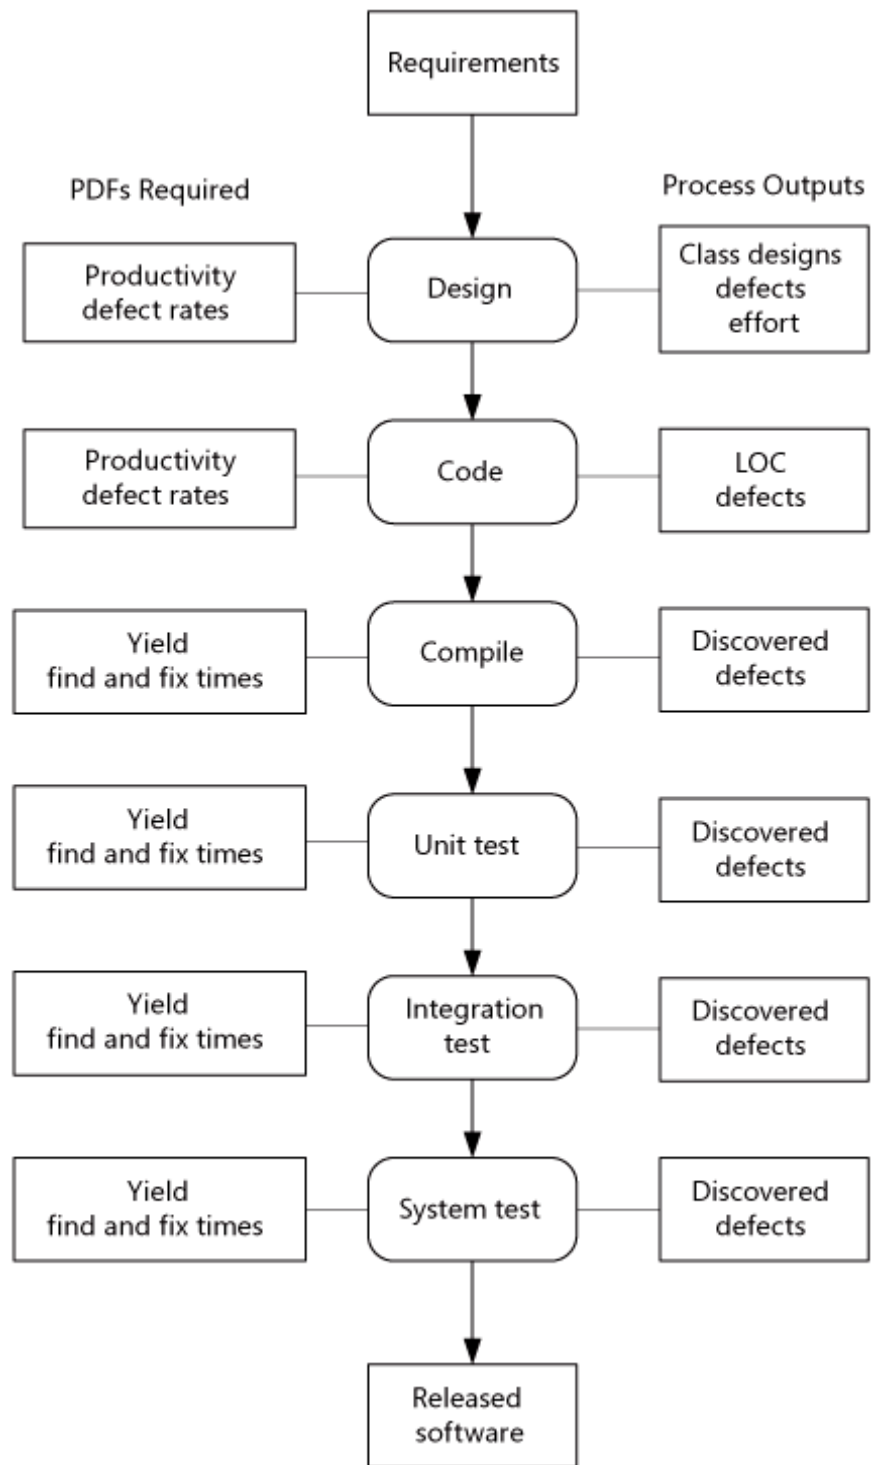 Requirements
PDFs Required
Process Outputs
Productivity
defect rates
Design
Class designs
defects
effort
Productivity
defect rates
Code
LOC
defects
Yield
find and fix times
Compile
Discovered
defects
Yield
find and fix times
Unit test
Discovered
defects
Yield
find and fix times
Integration
test
Discovered
defects
Yield
find and fix times
System test
Discovered
defects
Released
software